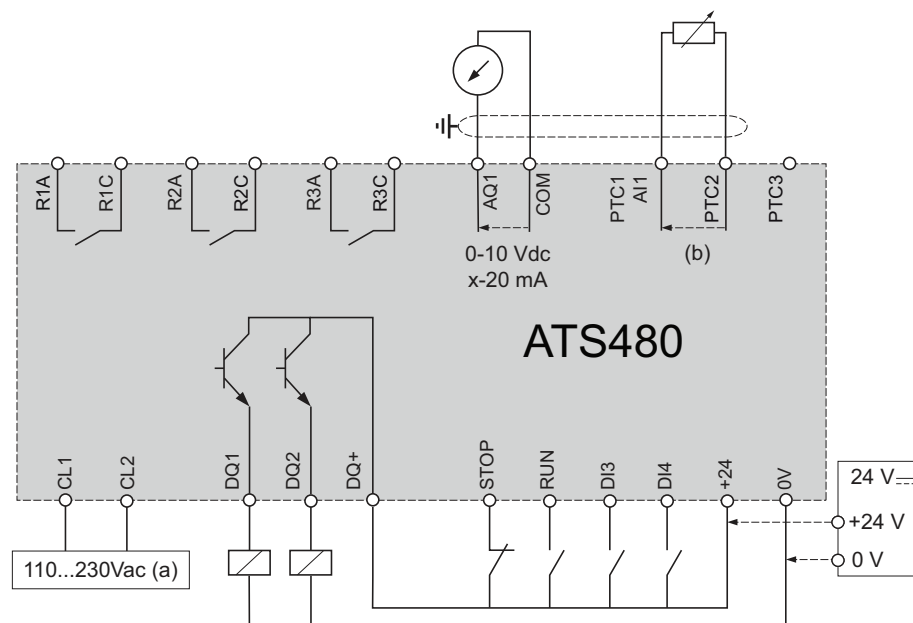 R1A
R1C
R2A
R2C
R3A
R3C
AQ1
COM
PTC1
AI1
PTC2
PTC3
0-10 Vdc
x-20 mA
(b)
ATS480
CL1
CL2
DQ1
DQ2
DQ+
STOP
RUN
DI3
DI4
+24
0V
24 V
+24 V
0 V
110...230Vac (a)